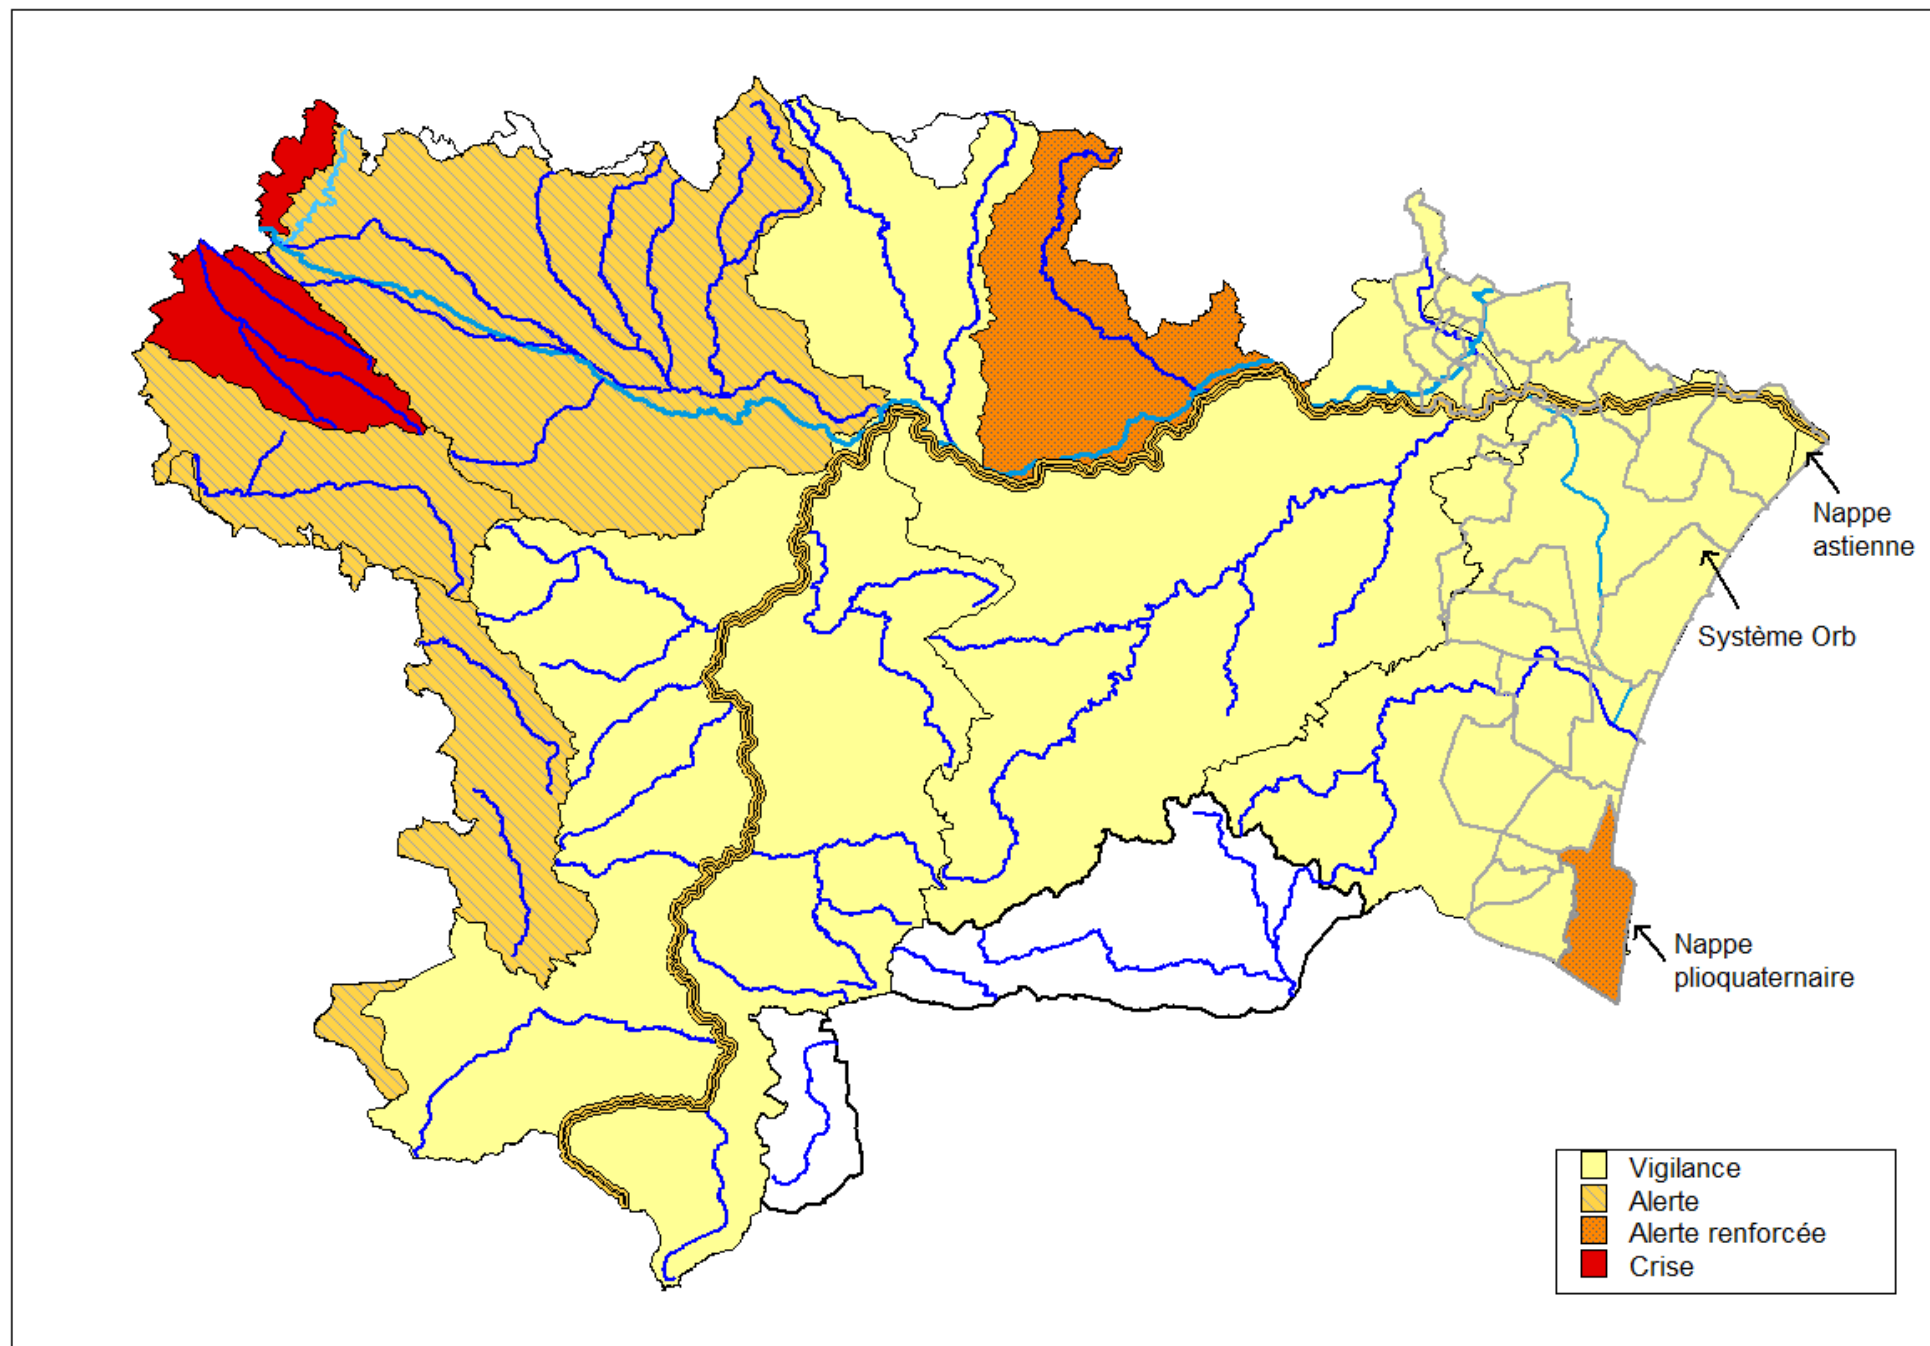 Nappe
astienne
Système Orb
Nappe
plioquaternaire
Vigilance
Alerte
Alerte renforcée
Crise